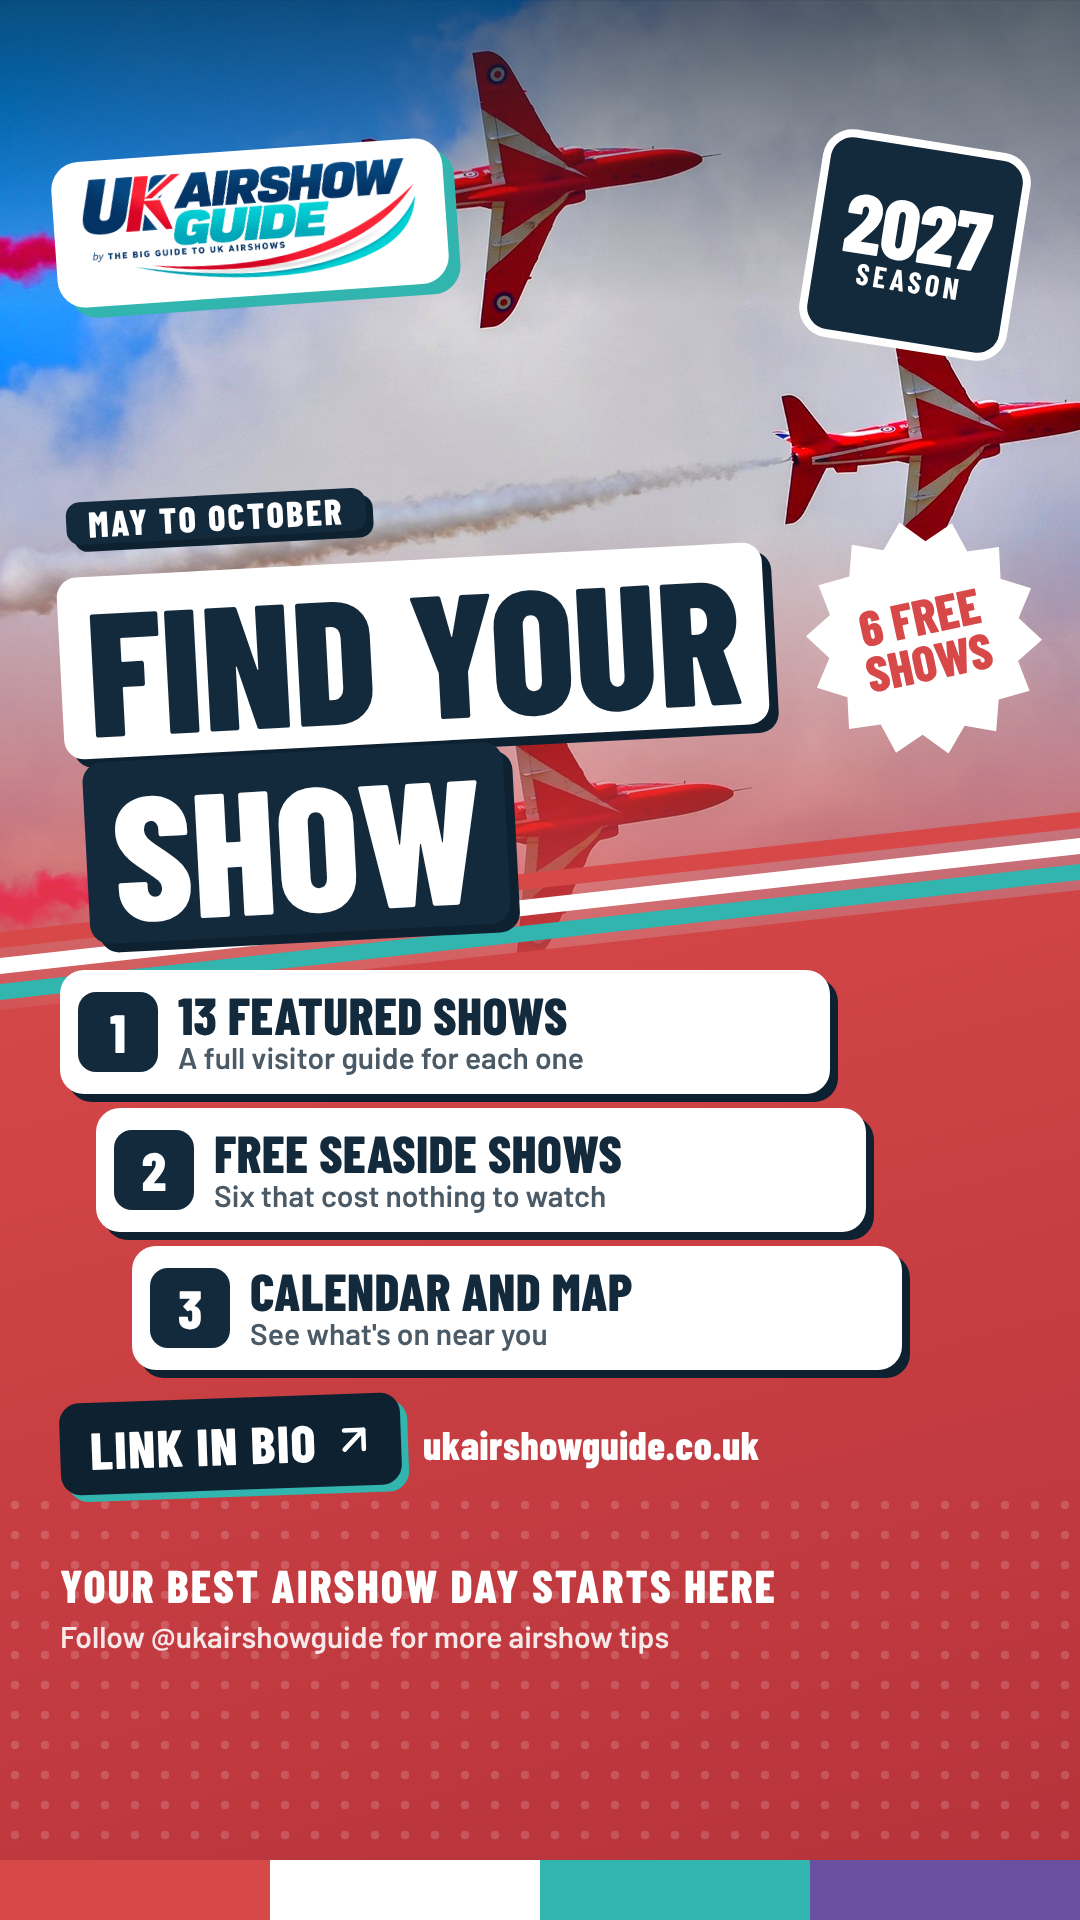 UK AIRSHOW
GUIDE
by THE BIG GUIDE TO UK AIRSHOWS
2027
SEASON
MAY TO OCTOBER
FIND YOUR
SHOW
6 FREE
SHOWS
1
13 FEATURED SHOWS
A full visitor guide for each one
2
FREE SEASIDE SHOWS
Six that cost nothing to watch
3
CALENDAR AND MAP
See what's on near you
LINK IN BIO
ukairshowguide.co.uk
YOUR BEST AIRSHOW DAY STARTS HERE
Follow @ukairshowguide for more airshow tips